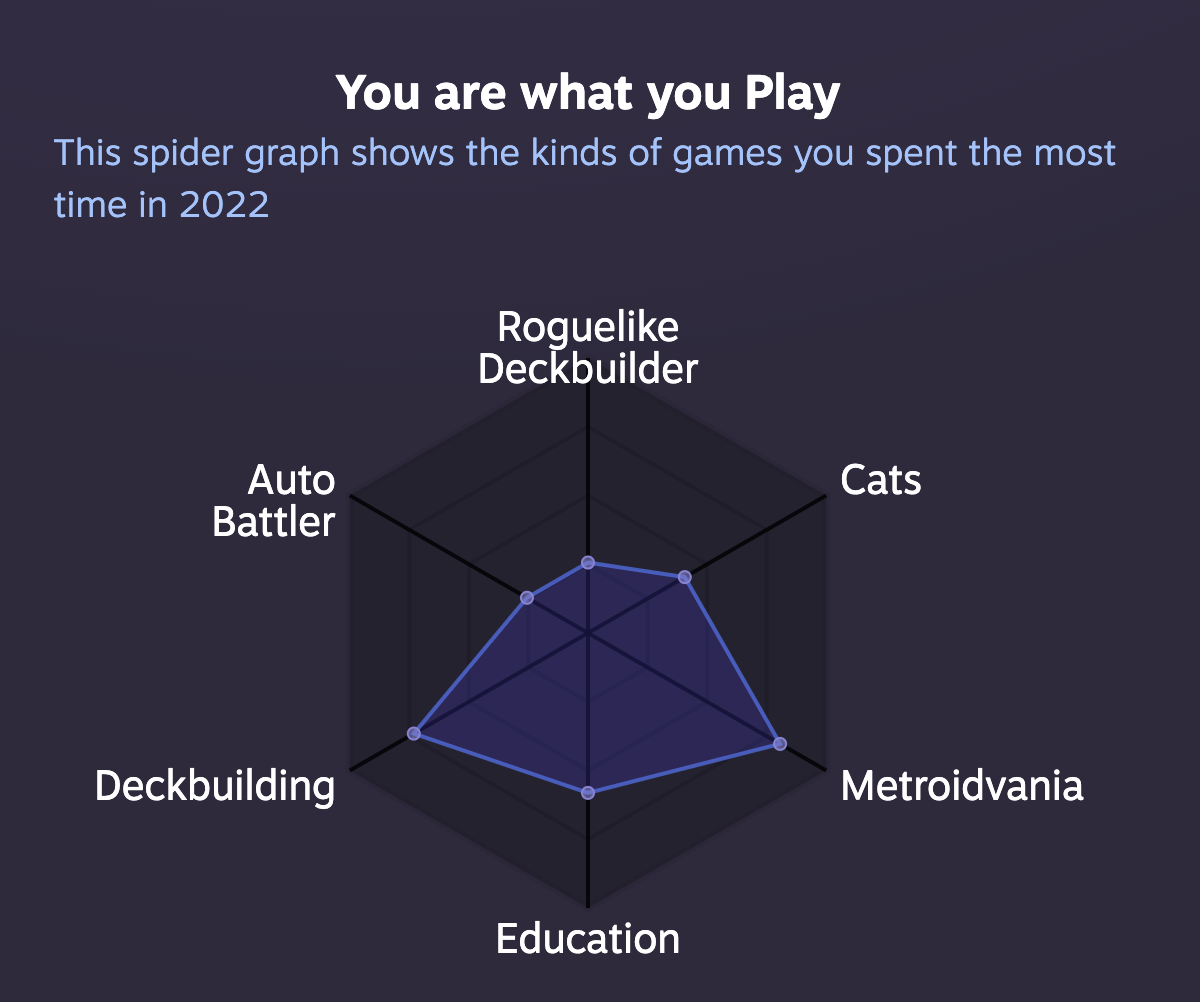 You are what you Play
This spider graph shows the kinds of games you spent the most
time in 2022
Roguelike
Deckbuilder
Auto
Battler
Cats
Deckbuilding
Metroidvania
Education